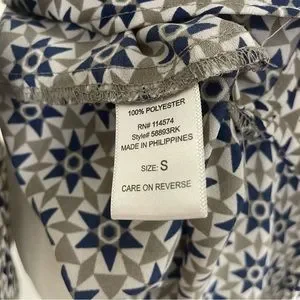 100% POLYESTER
RN# 114574
Style# 58893RK
MADE IN PHILIPPINES
SIZE: S
CARE ON REVERSE